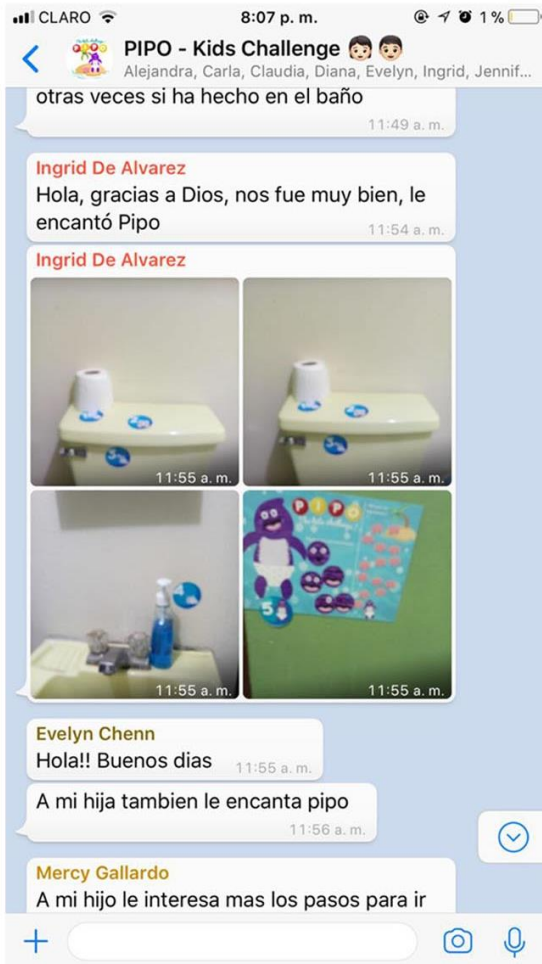 CLARO
8:07 p. m.
1 %
PIPO - Kids Challenge
Alejandra, Carla, Claudia, Diana, Evelyn, Ingrid, Jennif...
otras veces si ha hecho en el baño
11:49 a. m.
Ingrid De Alvarez
Hola, gracias a Dios, nos fue muy bien, le
encantó Pipo
11:54 a. m.
Ingrid De Alvarez
11:55 a. m.
11:55 a. m.
PIPO
5
11:55 a. m.
11:55 a. m.
Evelyn Chenn
Hola!! Buenos dias
11:55 a. m.
A mi hija tambien le encanta pipo
11:56 a. m.
Mercy Gallardo
A mi hijo le interesa mas los pasos para ir